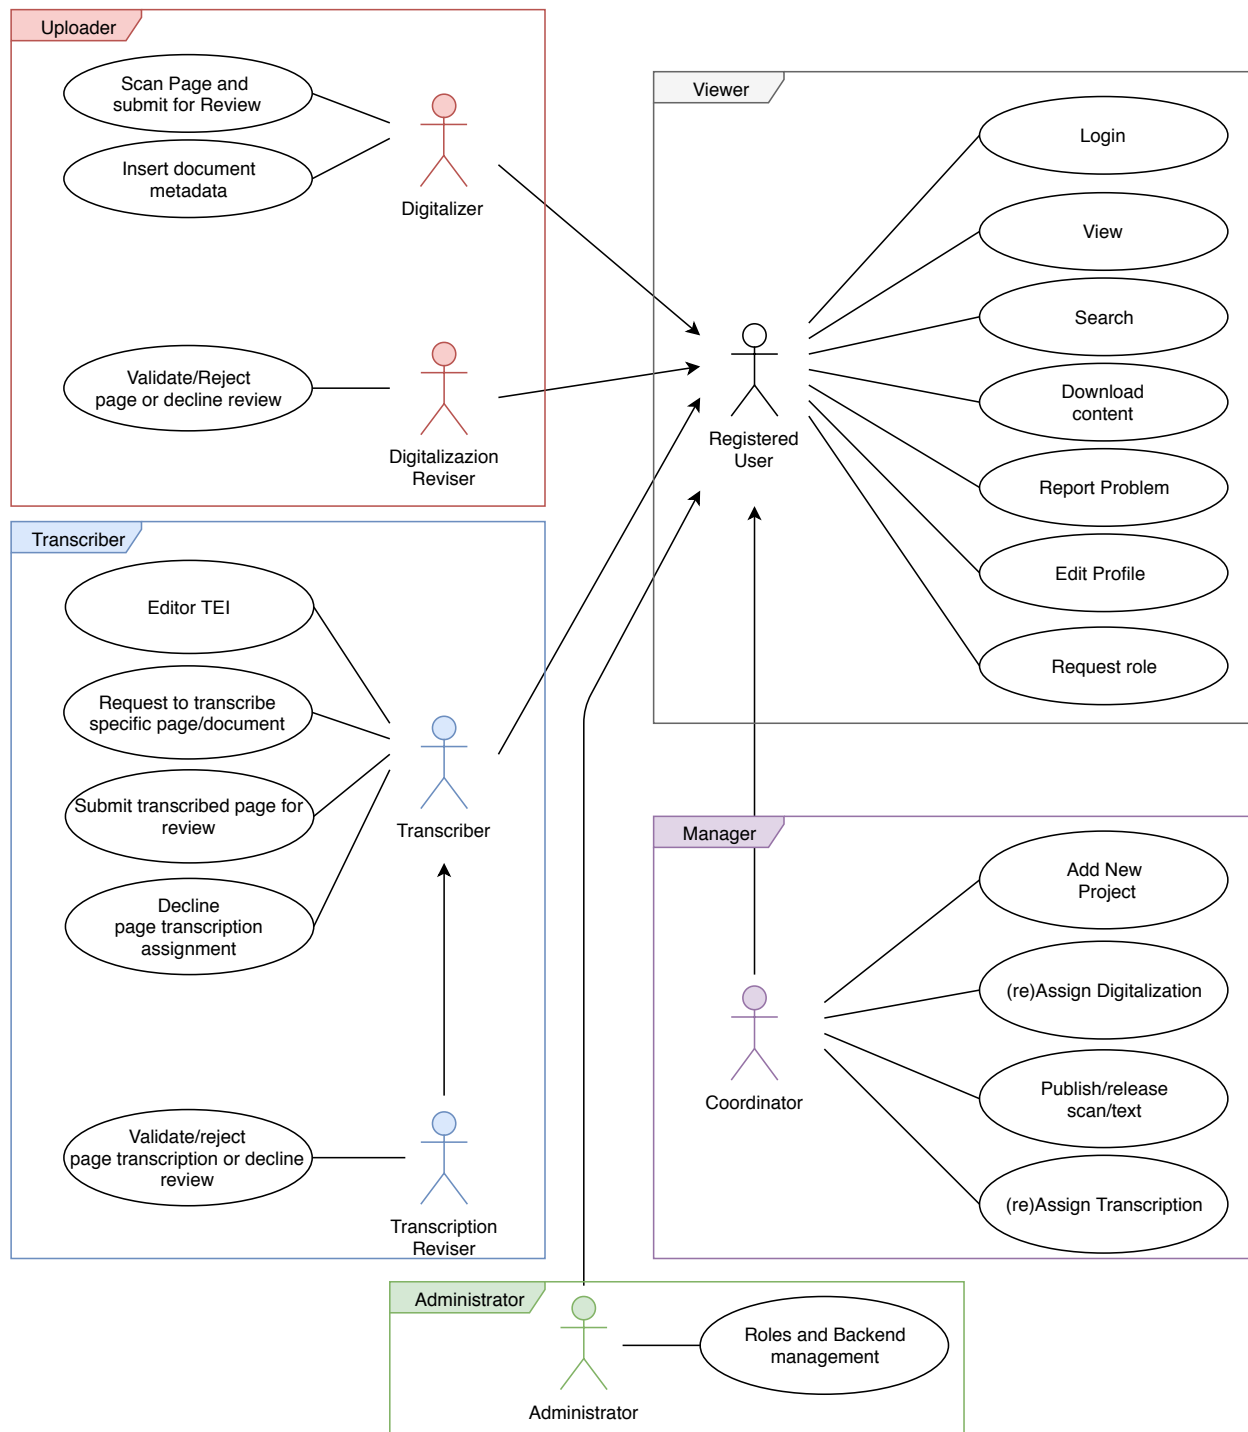 Uploader
Scan Page and
submit for Review
Insert document
metadata
Digitalizer
Validate/Reject
page or decline review
Digitalizazion
Reviser
Viewer
Login
View
Search
Download
content
Report Problem
Edit Profile
Request role
Registered
User
Transcriber
Editor TEI
Request to transcribe
specific page/document
Submit transcribed page for
review
Decline
page transcription
assignment
Transcriber
Validate/reject
page transcription or decline
review
Transcription
Reviser
Manager
Add New
Project
(re)Assign Digitalization
Publish/release
scan/text
(re)Assign Transcription
Coordinator
Administrator
Roles and Backend
management
Administrator